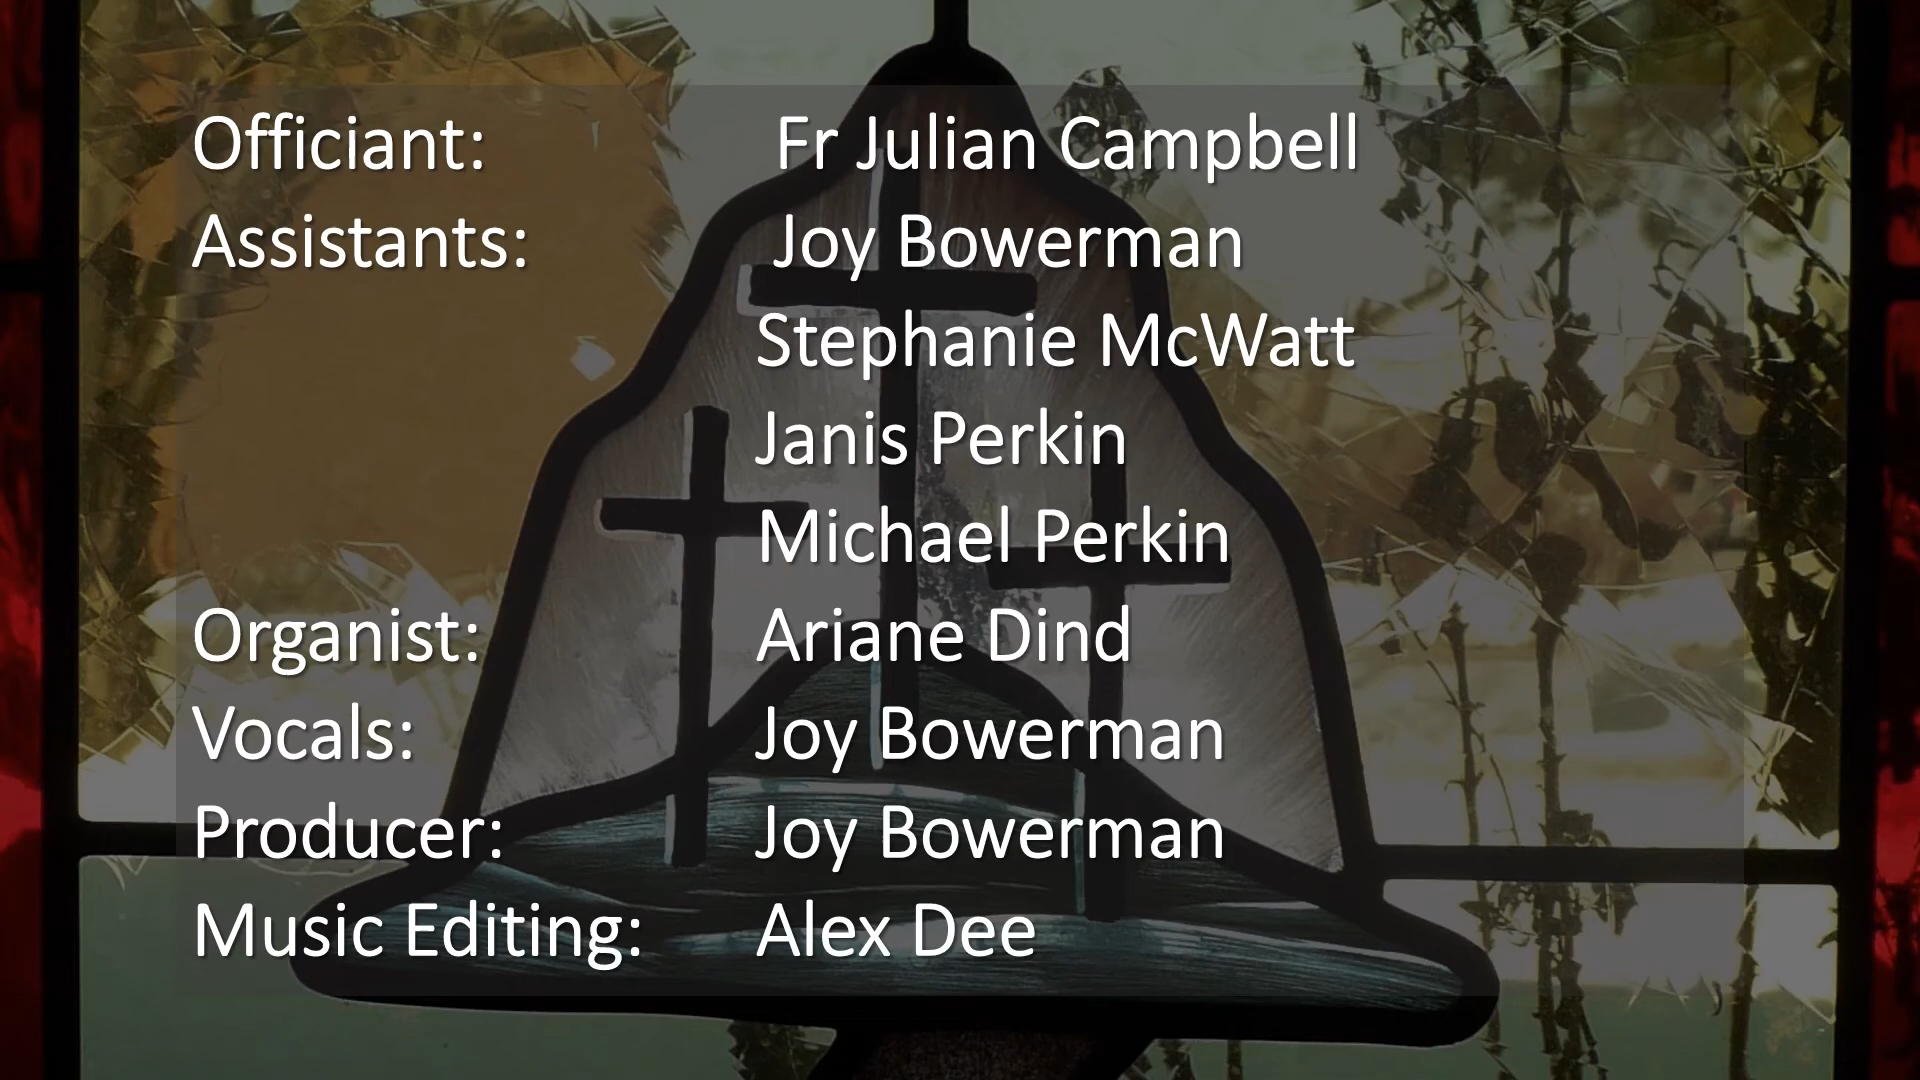 Officiant: Fr Julian Campbell
Assistants: Joy Bowerman
Stephanie McWatt
Janis Perkin
Michael Perkin
Organist: Ariane Dind
Vocals: Joy Bowerman
Producer: Joy Bowerman
Music Editing: Alex Dee